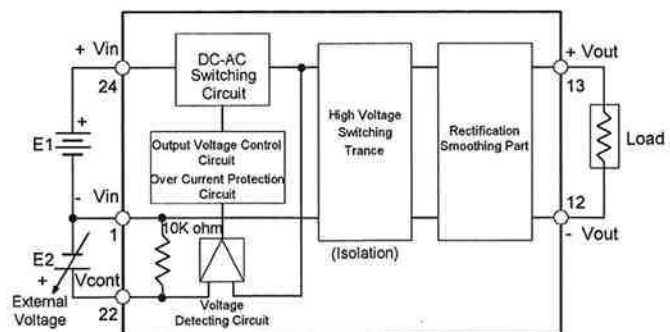 + Vin
24
DC-AC
Switching
Circuit
+ Vout
13
+
E1
Output Voltage Control
Circuit
Over Current Protection
Circuit
High Voltage
Switching
Trance
Rectification
Smoothing Part
Load
- Vin
1
10K ohm
12
- Vout
(Isolation)
E2
+
Vcont
External
Voltage
22
Voltage
Detecting Circuit